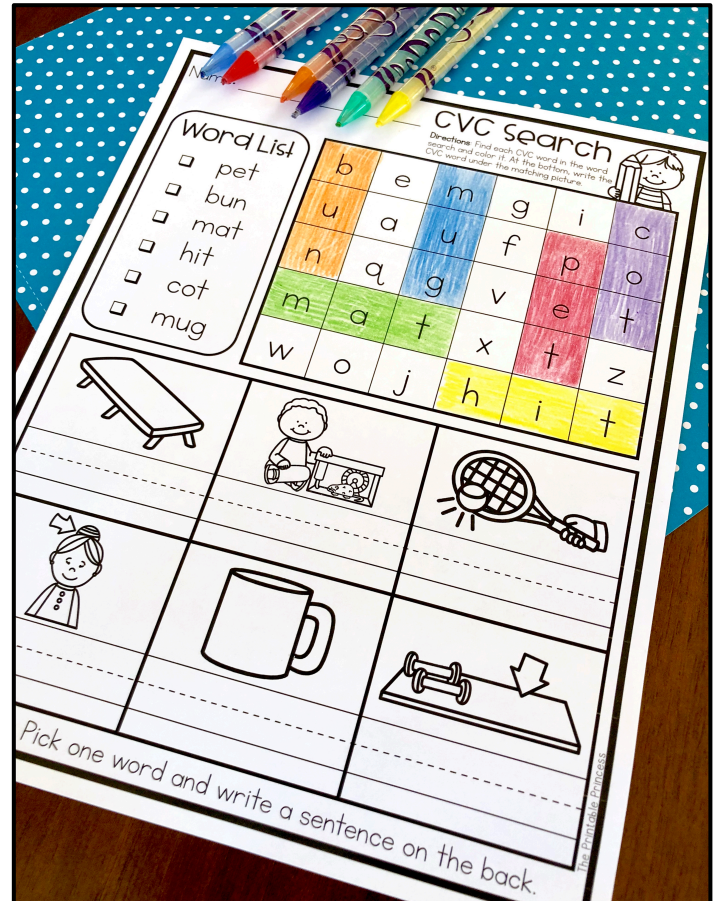 Name:
CVC Search
Directions: Find each CVC word in the word
search and color it. At the bottom, write the
CVC word under the matching picture.
Word List
pet
bun
mat
hit
cot
mug
b e m g i c
u a u f p o
n q g v e t
m a t x t z
w o j h i t
Pick one word and write a sentence on the back.
The Printable Princess